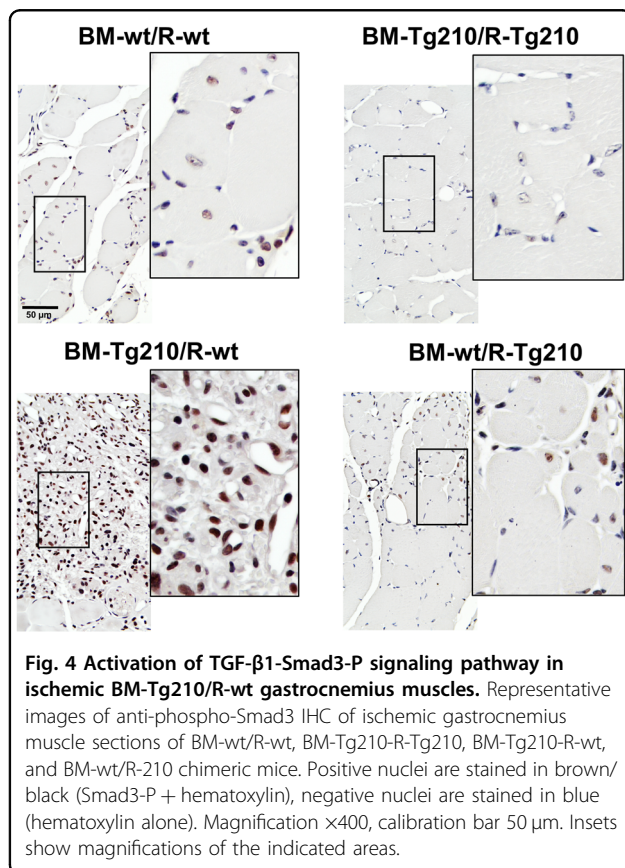 BM-wt/R-wt
BM-Tg210/R-Tg210
50 µm
BM-Tg210/R-wt
BM-wt/R-Tg210
Fig. 4 Activation of TGF-β1-Smad3-P signaling pathway in
ischemic BM-Tg210/R-wt gastrocnemius muscles. Representative
images of anti-phospho-Smad3 IHC of ischemic gastrocnemius
muscle sections of BM-wt/R-wt, BM-Tg210-R-Tg210, BM-Tg210-R-wt,
and BM-wt/R-210 chimeric mice. Positive nuclei are stained in brown/
black (Smad3-P + hematoxylin), negative nuclei are stained in blue
(hematoxylin alone). Magnification ×400, calibration bar 50 µm. Insets
show magnifications of the indicated areas.